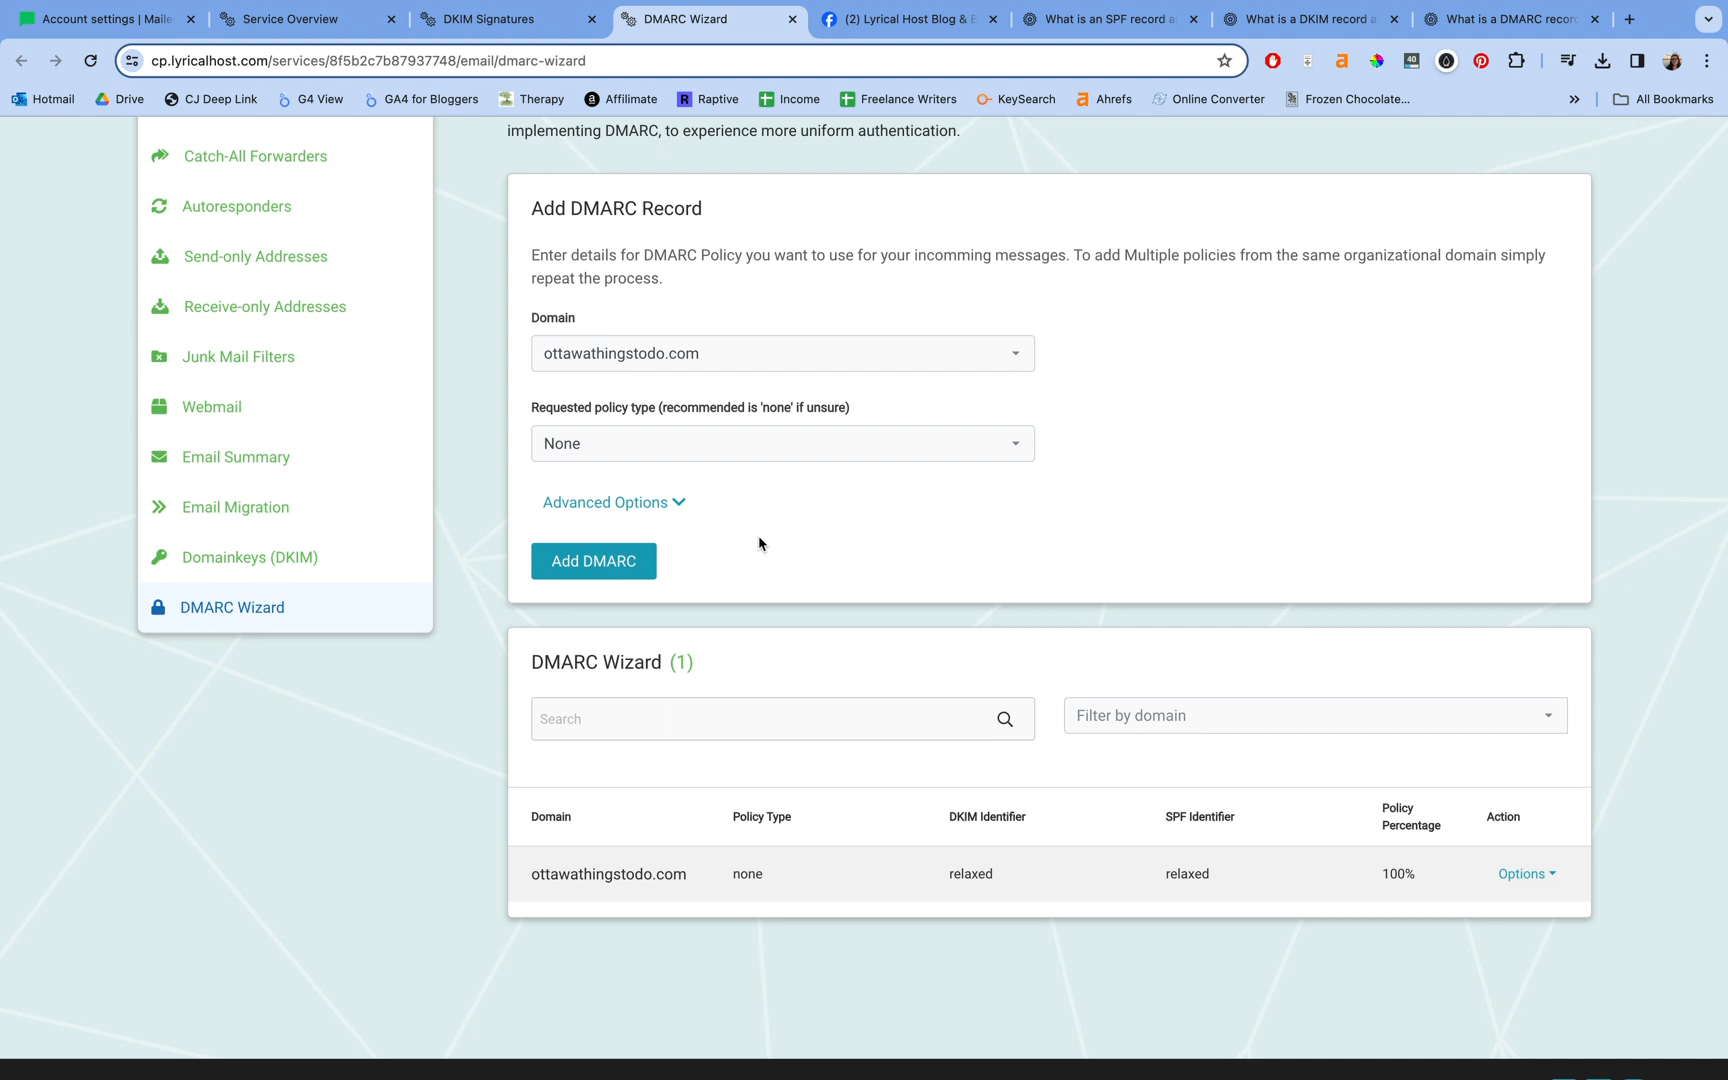 Account settings | Maile
Service Overview
DKIM Signatures
DMARC Wizard
(2) Lyrical Host Blog & B
What is an SPF record a
What is a DKIM record a
What is a DMARC recor
cp.lyricalhost.com/services/8f5b2c7b87937748/email/dmarc-wizard
40
Hotmail
Drive
CJ Deep Link
G4 View
GA4 for Bloggers
Therapy
Affilimate
Raptive
Income
Freelance Writers
KeySearch
Ahrefs
Online Converter
Frozen Chocolate...
All Bookmarks
implementing DMARC, to experience more uniform authentication.
Catch-All Forwarders
Autoresponders
Send-only Addresses
Receive-only Addresses
Junk Mail Filters
Webmail
Email Summary
Email Migration
Domainkeys (DKIM)
DMARC Wizard
Add DMARC Record
Enter details for DMARC Policy you want to use for your incomming messages. To add Multiple policies from the same organizational domain simply
repeat the process.
Domain
ottawathingstodo.com
Requested policy type (recommended is 'none' if unsure)
None
Advanced Options
Add DMARC
DMARC Wizard (1)
Search
Filter by domain
Domain
Policy Type
DKIM Identifier
SPF Identifier
Policy
Percentage
Action
ottawathingstodo.com
none
relaxed
relaxed
100%
Options